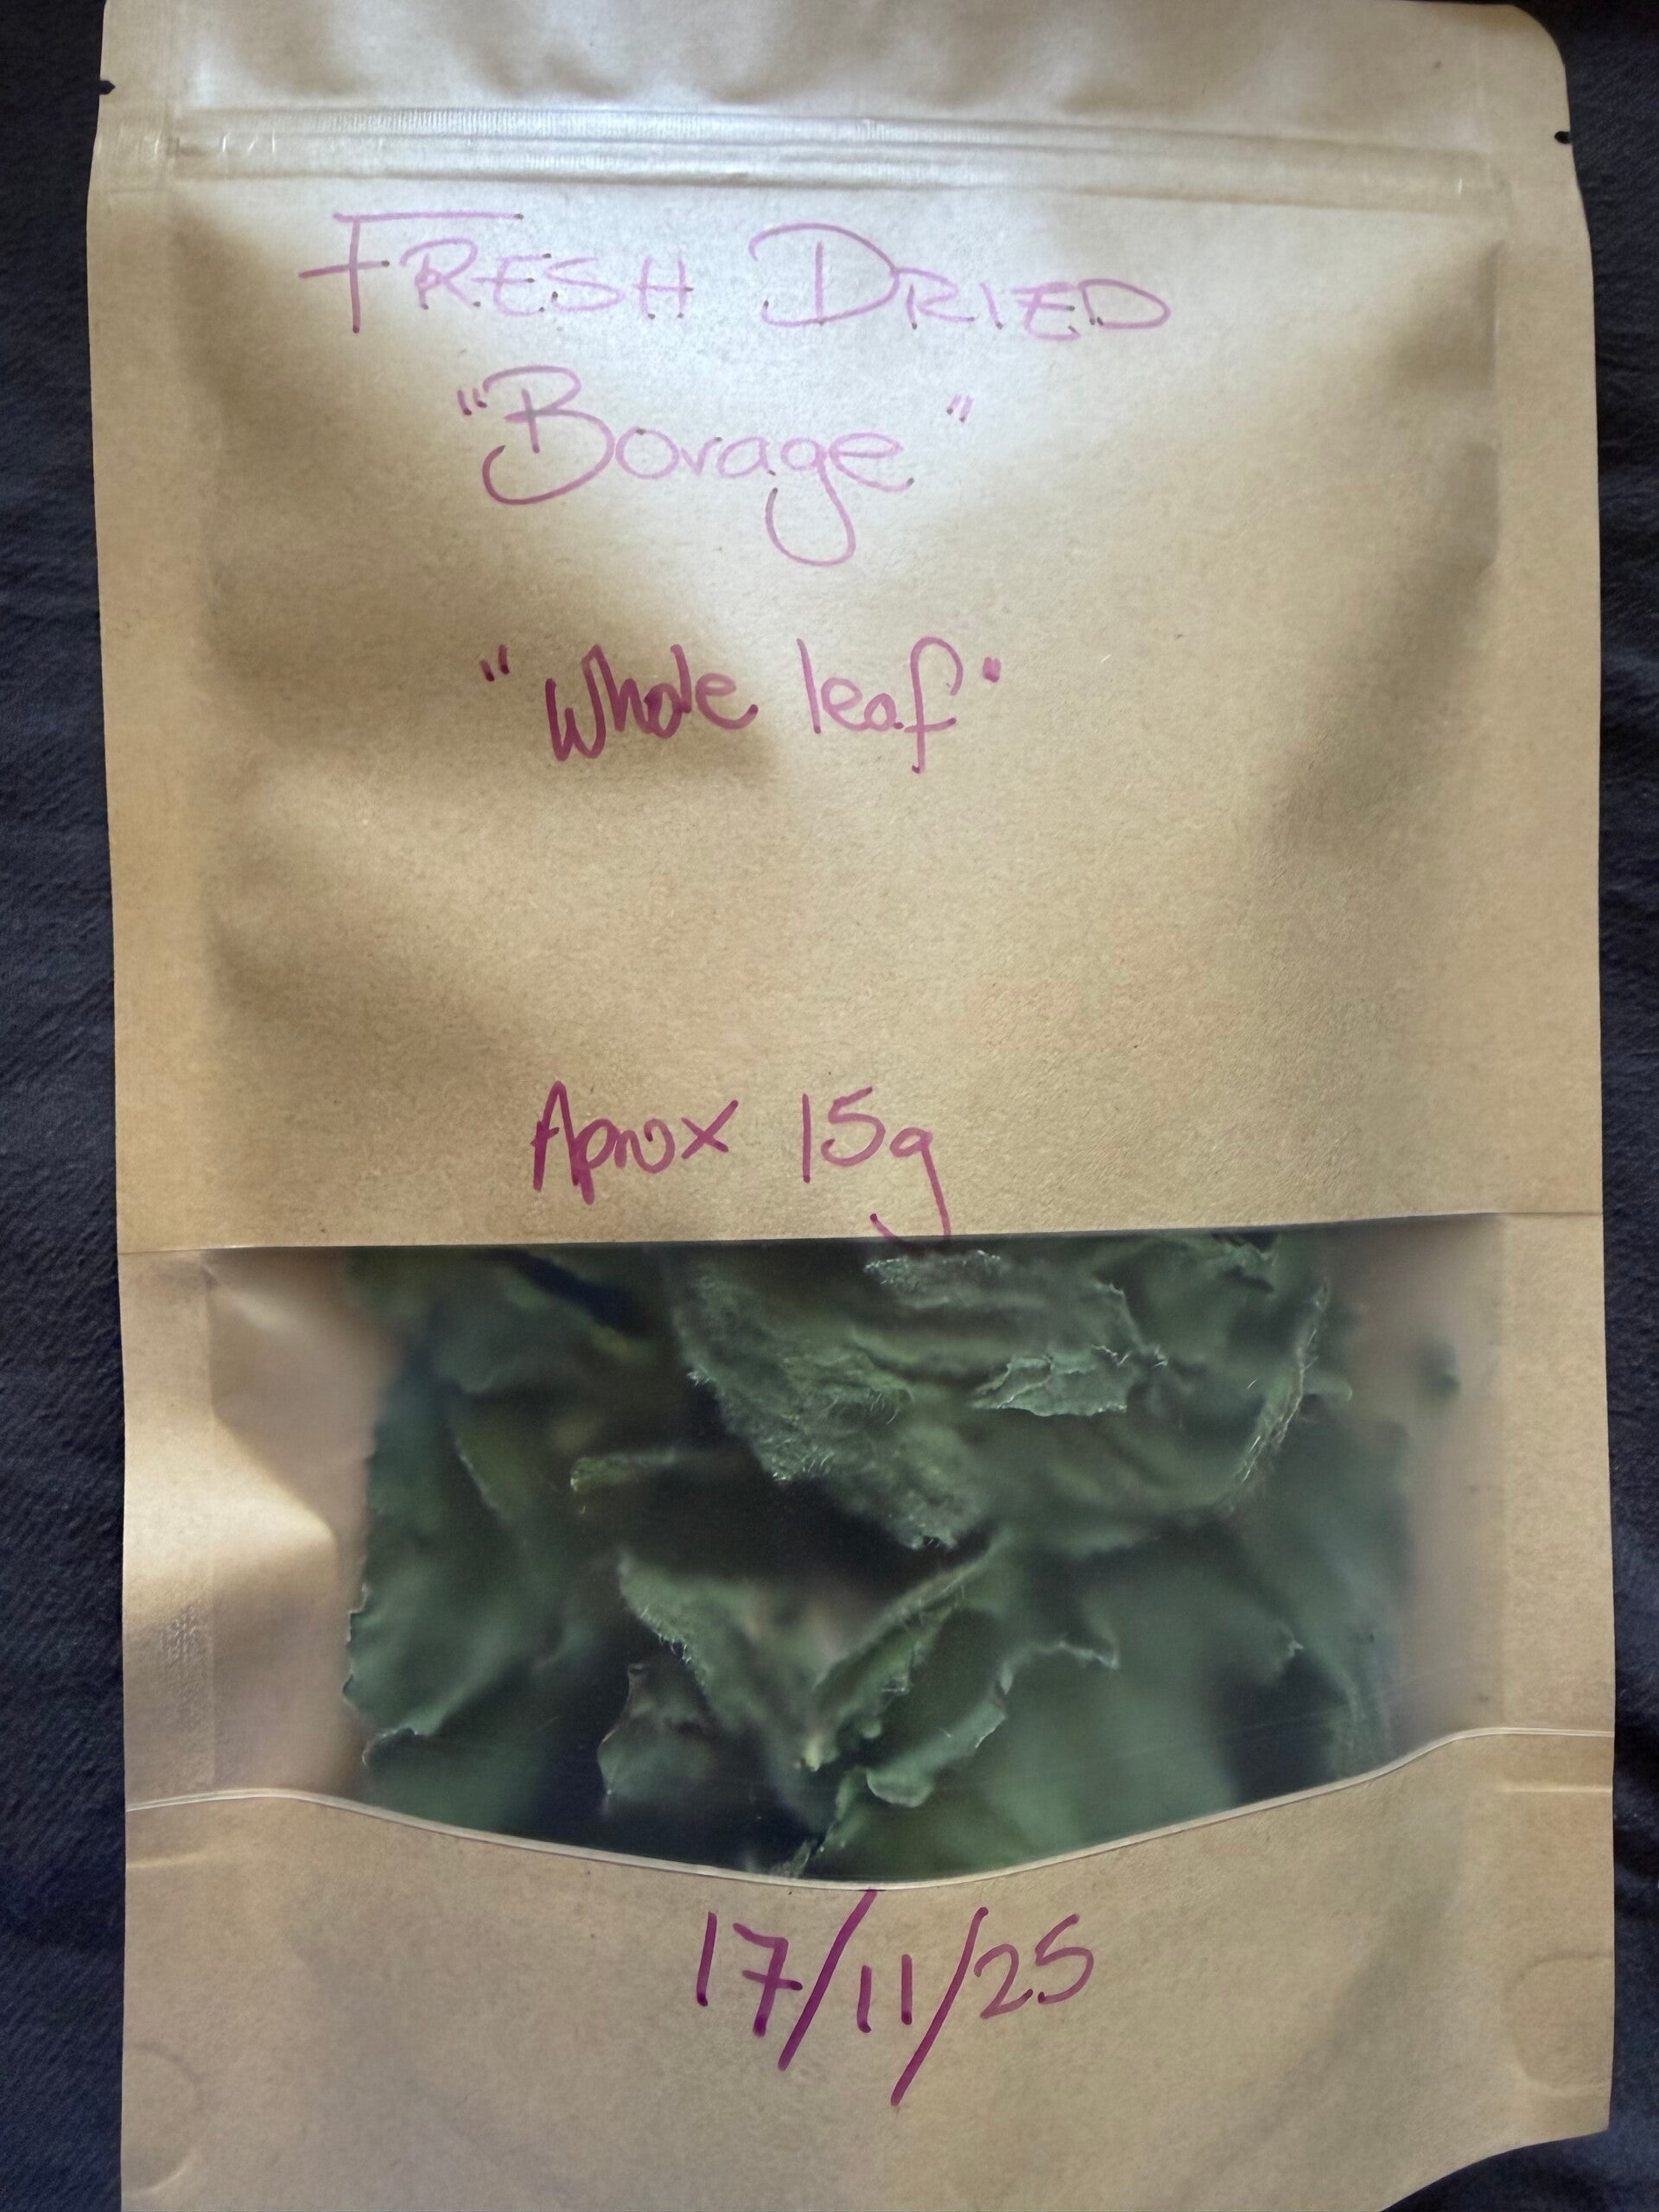 FRESH DRIED
"Borage"
"Whole leaf"
Aprox 15g
17/11/25